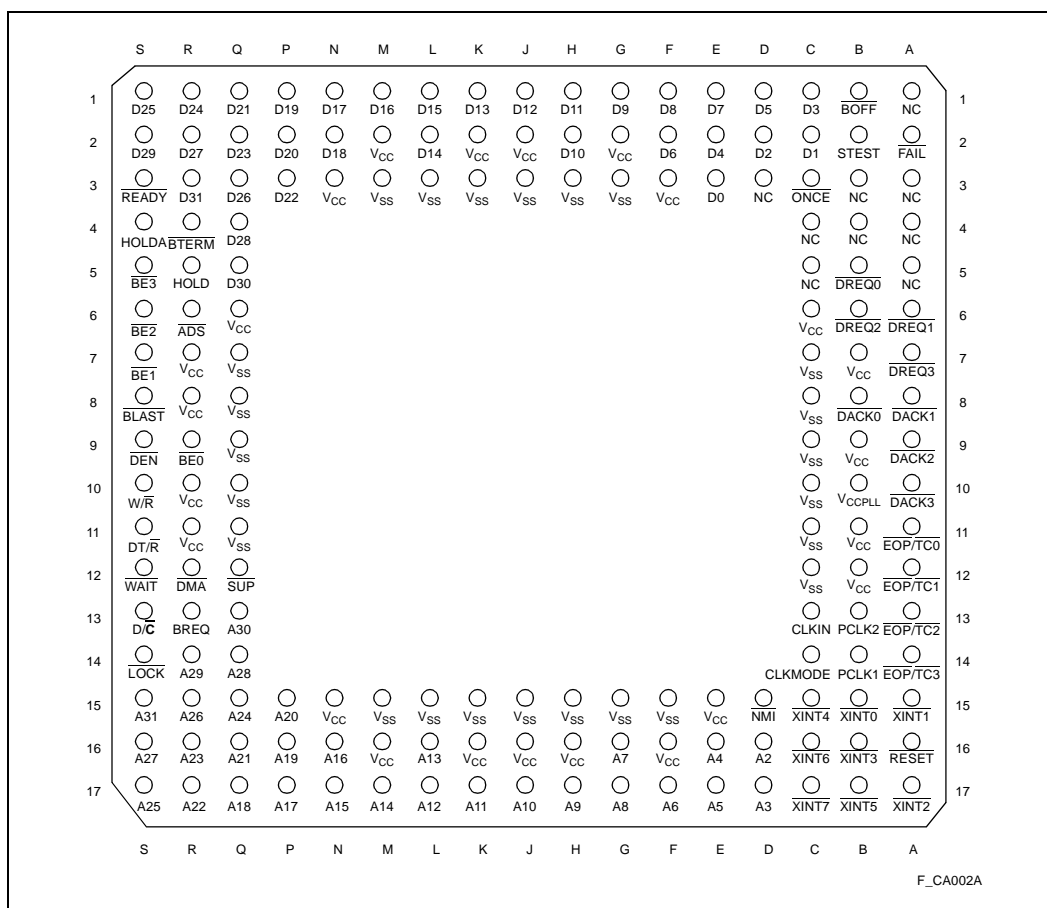 S R Q P N M L K J H G F E D C B A
1 D25 D24 D21 D19 D17 D16 D15 D13 D12 D11 D9 D8 D7 D5 D3 BOFF NC 1
2 D29 D27 D23 D20 D18 VCC D14 VCC VCC D10 VCC D6 D4 D2 D1 STEST FAIL 2
3 READY D31 D26 D22 VCC VSS VSS VSS VSS VSS VSS VCC D0 NC ONCE NC NC 3
4 HOLDA BTERM D28 NC NC NC 4
5 BE3 HOLD D30 NC DREQ0 NC 5
6 BE2 ADS VCC VCC DREQ2 DREQ1 6
7 BE1 VCC VSS VSS VCC DREQ3 7
8 BLAST VCC VSS VSS DACK0 DACK1 8
9 DEN BE0 VSS VSS VCC DACK2 9
10 W/R VCC VSS VSS VCCPLL DACK3 10
11 DT/R VCC VSS VSS VCC EOP/TC0 11
12 WAIT DMA SUP VSS VCC EOP/TC1 12
13 D/C BREQ A30 CLKIN PCLK2 EOP/TC2 13
14 LOCK A29 A28 CLKMODE PCLK1 EOP/TC3 14
15 A31 A26 A24 A20 VCC VSS VSS VSS VSS VSS VSS VSS VCC NMI XINT4 XINT0 XINT1 15
16 A27 A23 A21 A19 A16 VCC A13 VCC VCC VCC A7 VCC A4 A2 XINT6 XINT3 RESET 16
17 A25 A22 A18 A17 A15 A14 A12 A11 A10 A9 A8 A6 A5 A3 XINT7 XINT5 XINT2 17
S R Q P N M L K J H G F E D C B A
F_CA002A